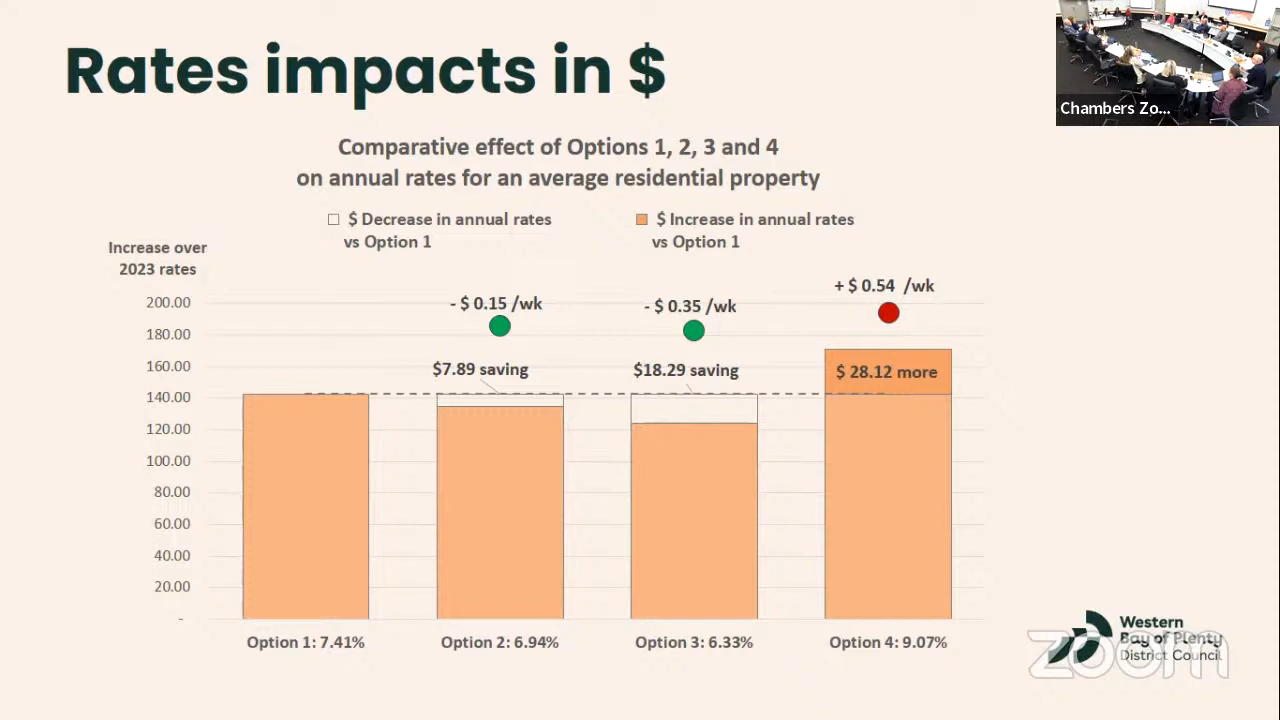 Rates impacts in $
Chambers Zo...
Comparative effect of Options 1, 2, 3 and 4
on annual rates for an average residential property
$ Decrease in annual rates
vs Option 1
$ Increase in annual rates
vs Option 1
Increase over
2023 rates
200.00
180.00
160.00
140.00
120.00
100.00
80.00
60.00
40.00
20.00
-
- $ 0.15 /wk
- $ 0.35 /wk
+ $ 0.54 /wk
$7.89 saving
$18.29 saving
$ 28.12 more
Option 1: 7.41%
Option 2: 6.94%
Option 3: 6.33%
Option 4: 9.07%
Western
Bay of Plenty
District Council
zoom